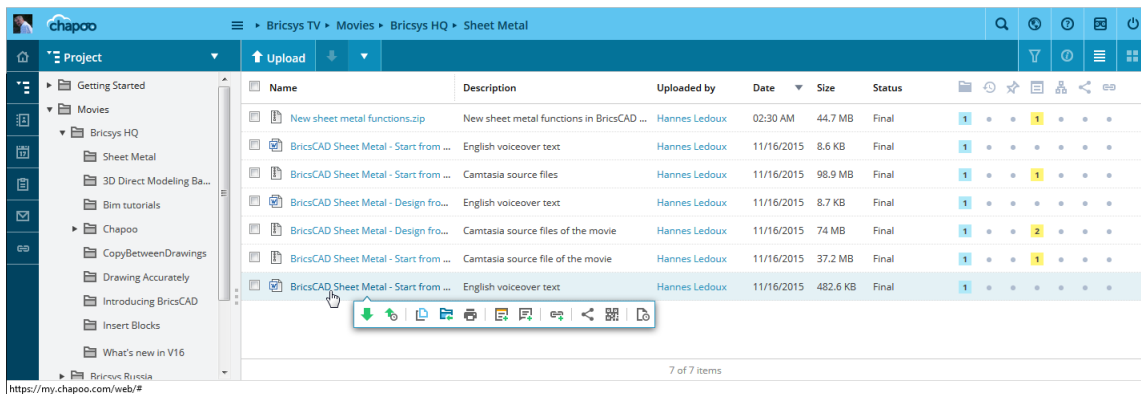 chapoo
Bricsys TV ▸ Movies ▸ Bricsys HQ ▸ Sheet Metal
Project
Upload
Getting Started
Movies
Bricsys HQ
Sheet Metal
3D Direct Modeling Ba...
Bim tutorials
Chapoo
CopyBetweenDrawings
Drawing Accurately
Introducing BricsCAD
Insert Blocks
What's new in V16
Bricsys Russia
17
Name Description Uploaded by Date Size Status
New sheet metal functions.zip New sheet metal functions in BricsCAD ... Hannes Ledoux 02:30 AM 44.7 MB Final 1 1
BricsCAD Sheet Metal - Start from ... English voiceover text Hannes Ledoux 11/16/2015 8.6 KB Final 1
BricsCAD Sheet Metal - Start from ... Camtasia source files Hannes Ledoux 11/16/2015 98.9 MB Final 1 1
BricsCAD Sheet Metal - Design fro... English voiceover text Hannes Ledoux 11/16/2015 8.7 KB Final 1
BricsCAD Sheet Metal - Design fro... Camtasia source files of the movie Hannes Ledoux 11/16/2015 74 MB Final 1 2
BricsCAD Sheet Metal - Start from ... Camtasia source file of the movie Hannes Ledoux 11/16/2015 37.2 MB Final 1 1
BricsCAD Sheet Metal - Start from ... English voiceover text Hannes Ledoux 11/16/2015 482.6 KB Final 1
7 of 7 items
https://my.chapoo.com/web/#